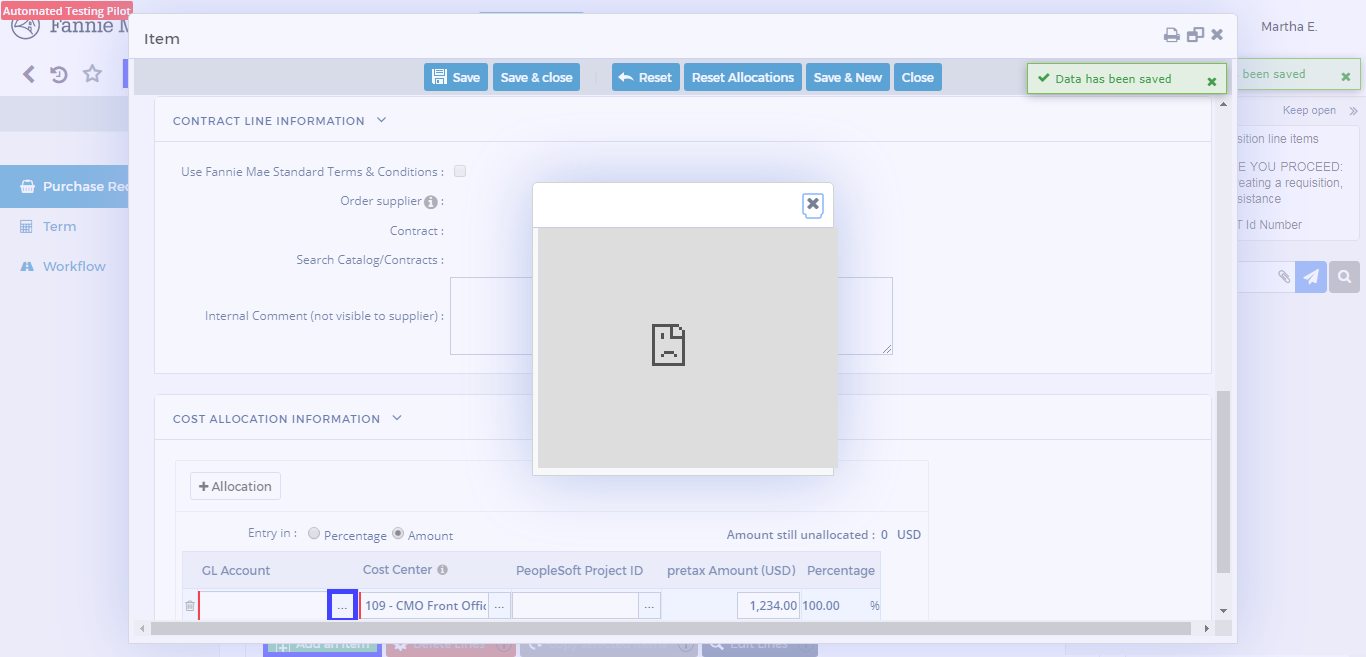 Automated Testing Pilot
Fannie M
Martha E.
Item
Save
Save & close
Reset
Reset Allocations
Save & New
Close
Data has been saved
been saved
Keep open
CONTRACT LINE INFORMATION
sition line items
Use Fannie Mae Standard Terms & Conditions :
E YOU PROCEED:
Purchase Req
eating a requisition,
sistance
Order supplier :
Term
T Id Number
Contract :
Search Catalog/Contracts :
Workflow
Internal Comment (not visible to supplier) :
COST ALLOCATION INFORMATION
Allocation
Entry in : Percentage Amount
Amount still unallocated : 0 USD
GL Account Cost Center PeopleSoft Project ID pretax Amount (USD) Percentage
... 109 - CMO Front Offic ... ... 1,234.00 100.00 %
Add an Item
Delete Lines
Edit Lines